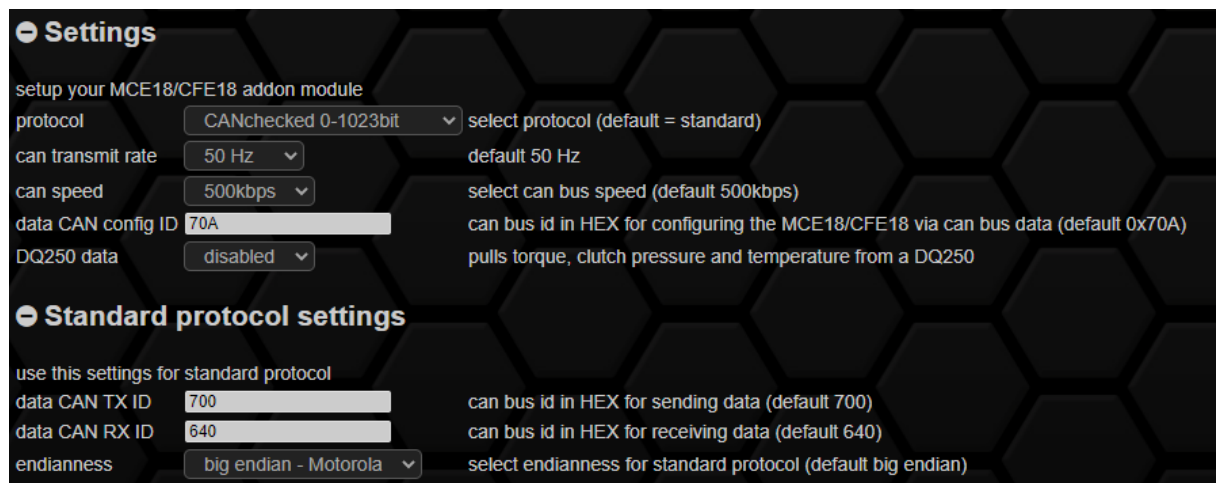 Settings
setup your MCE18/CFE18 addon module
protocol CANchecked 0-1023bit select protocol (default = standard)
can transmit rate 50 Hz default 50 Hz
can speed 500kbps select can bus speed (default 500kbps)
data CAN config ID 70A can bus id in HEX for configuring the MCE18/CFE18 via can bus data (default 0x70A)
DQ250 data disabled pulls torque, clutch pressure and temperature from a DQ250
Standard protocol settings
use this settings for standard protocol
data CAN TX ID 700 can bus id in HEX for sending data (default 700)
data CAN RX ID 640 can bus id in HEX for receiving data (default 640)
endianness big endian - Motorola select endianness for standard protocol (default big endian)